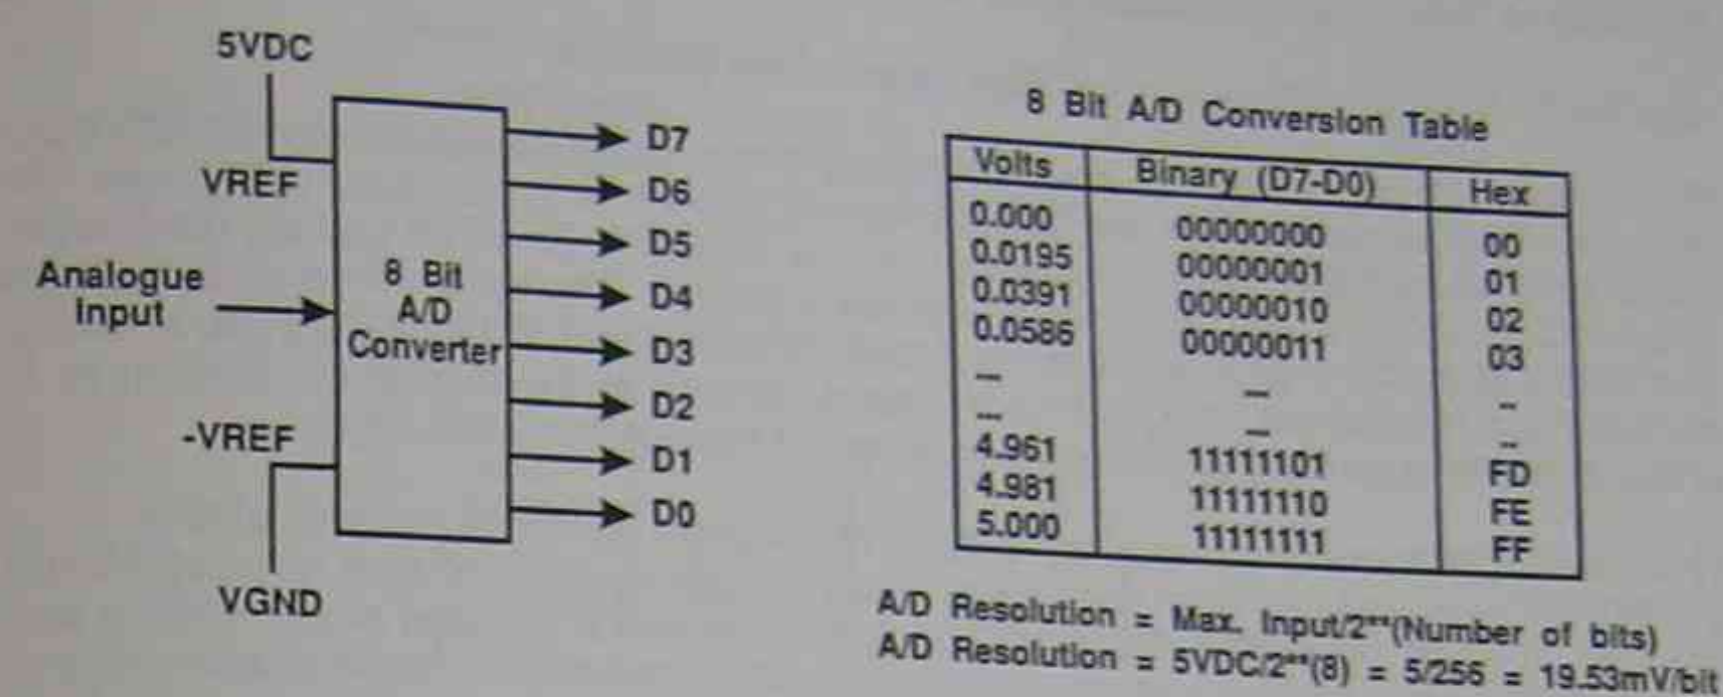 5VDC
VREF
Analogue
Input
-VREF
VGND
8 Bit
A/D
Converter
D7
D6
D5
D4
D3
D2
D1
D0
8 Bit A/D Conversion Table
Volts Binary (D7-D0) Hex
0.000 00000000 00
0.0195 00000001 01
0.0391 00000010 02
0.0586 00000011 03
--- --- --
--- --- --
4.961 11111101 FD
4.981 11111110 FE
5.000 11111111 FF
A/D Resolution = Max. Input/2**(Number of bits)
A/D Resolution = 5VDC/2**(8) = 5/256 = 19.53mV/bit